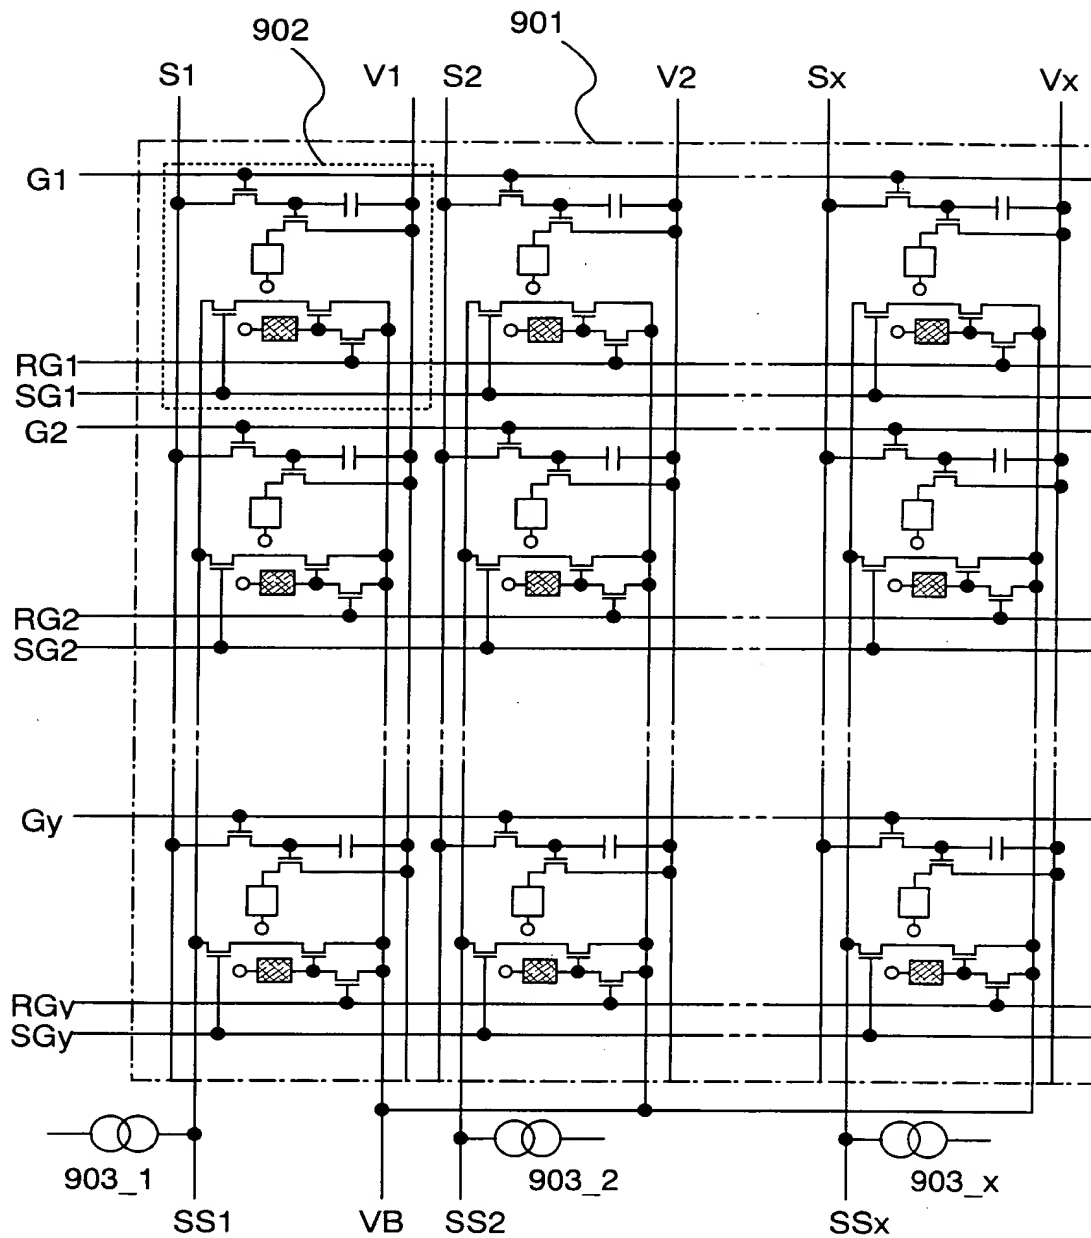 902
901
S1
V1
S2
V2
Sx
Vx
G1
RG1
SG1
G2
RG2
SG2
Gy
RGy
SGy
903_1
903_2
903_x
SS1
VB
SS2
SSx